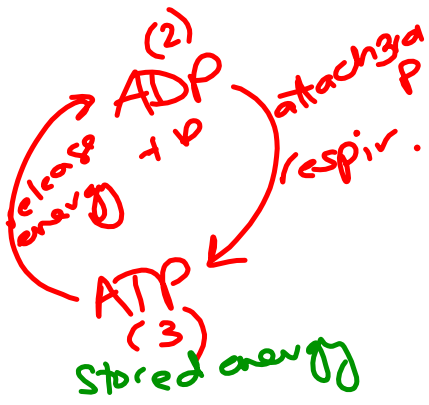 (2)
ADP
+ P
attach 3rd
P
respir.
release
energy
ATP
(3)
stored energy